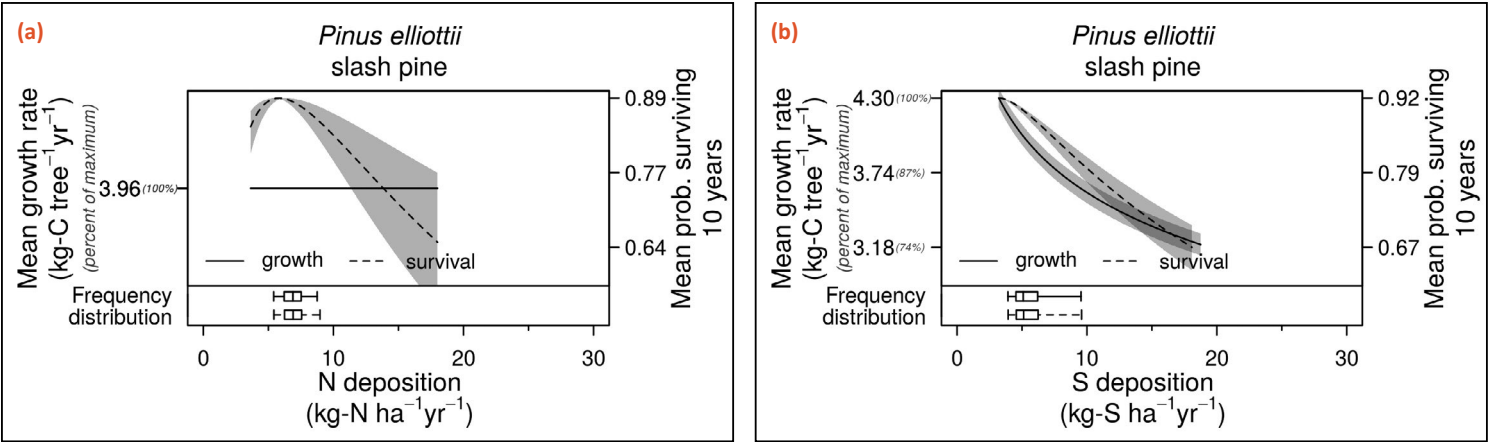 (a)
Pinus elliottii
slash pine
Mean growth rate
(kg-C tree⁻¹yr⁻¹)
(percent of maximum)
3.96 (100%)
0.89
0.77
0.64
Mean prob. surviving
10 years
growth
survival
Frequency
distribution
0 10 20 30
N deposition
(kg-N ha⁻¹yr⁻¹)
(b)
Pinus elliottii
slash pine
Mean growth rate
(kg-C tree⁻¹yr⁻¹)
(percent of maximum)
4.30 (100%)
3.74 (87%)
3.18 (74%)
0.92
0.79
0.67
Mean prob. surviving
10 years
growth
survival
Frequency
distribution
0 10 20 30
S deposition
(kg-S ha⁻¹yr⁻¹)